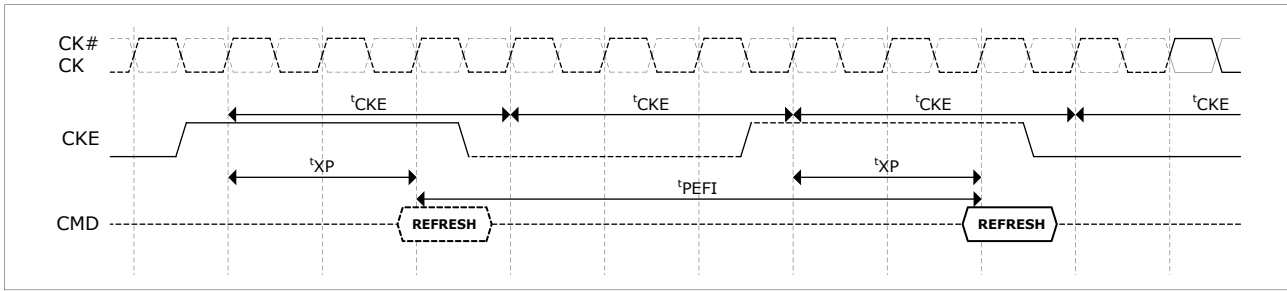 CK#
CK
tCKE tCKE tCKE tCKE
CKE
tXP tXP
tPEFI
CMD REFRESH REFRESH